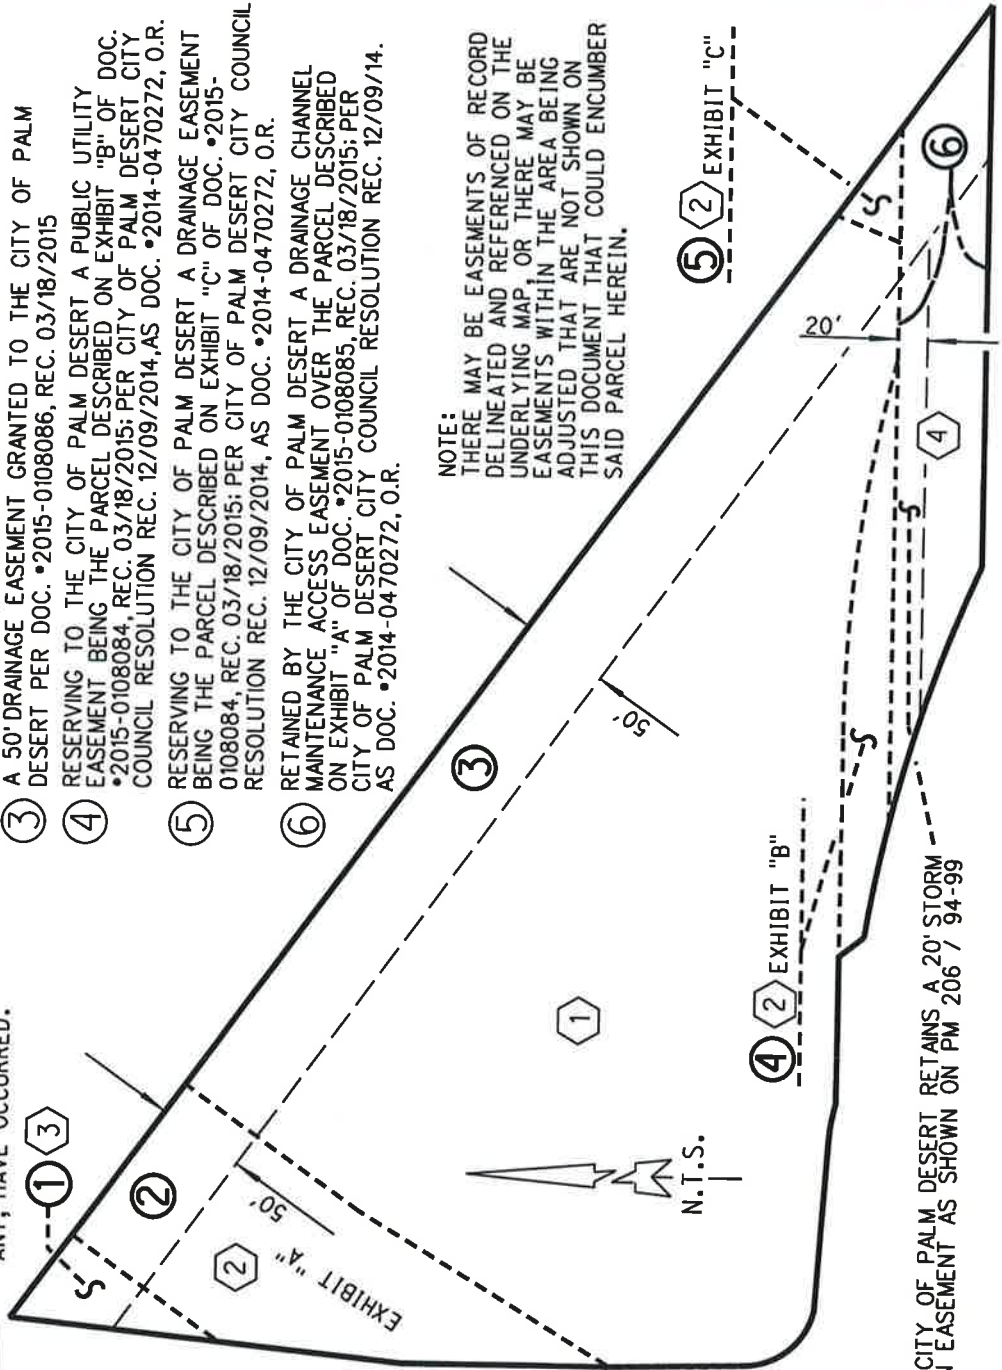 ANY, HAVE OCCURRED.
3 A 50' DRAINAGE EASEMENT GRANTED TO THE CITY OF PALM
DESERT PER DOC. •2015-0108086, REC. 03/18/2015
4 RESERVING TO THE CITY OF PALM DESERT A PUBLIC UTILITY
EASEMENT BEING THE PARCEL DESCRIBED ON EXHIBIT "B" OF DOC.
•2015-0108084, REC. 03/18/2015; PER CITY OF PALM DESERT CITY
COUNCIL RESOLUTION REC. 12/09/2014, AS DOC. •2014-0470272, O.R.
5 RESERVING TO THE CITY OF PALM DESERT A DRAINAGE EASEMENT
BEING THE PARCEL DESCRIBED ON EXHIBIT "C" OF DOC. •2015-
0108084, REC. 03/18/2015; PER CITY OF PALM DESERT CITY COUNCIL
RESOLUTION REC. 12/09/2014, AS DOC. •2014-0470272, O.R.
6 RETAINED BY THE CITY OF PALM DESERT A DRAINAGE CHANNEL
MAINTENANCE ACCESS EASEMENT OVER THE PARCEL DESCRIBED
ON EXHIBIT "A" OF DOC. •2015-0108085, REC. 03/18/2015; PER
CITY OF PALM DESERT CITY COUNCIL RESOLUTION REC. 12/09/14.
AS DOC. •2014-0470272, O.R.
NOTE:
THERE MAY BE EASEMENTS OF RECORD
DELINEATED AND REFERENCED ON THE
UNDERLYING MAP, OR THERE MAY BE
EASEMENTS WITHIN THE AREA BEING
ADJUSTED THAT ARE NOT SHOWN ON
THIS DOCUMENT THAT COULD ENCUMBER
SAID PARCEL HEREIN.
1 3
2
50'
2
EXHIBIT "A"
3
50'
1
N.T.S.
4 2 EXHIBIT "B"
5 2 EXHIBIT "C"
20'
6
4
CITY OF PALM DESERT RETAINS A 20' STORM
EASEMENT AS SHOWN ON PM 206 / 94-99